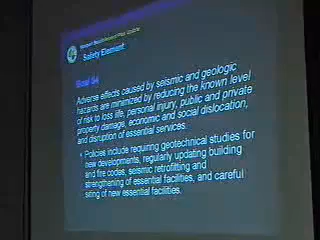 Safety Element
Goal S4
Adverse effects caused by seismic and geologic
hazards are minimized by reducing the known level
of risk to loss life, personal injury, public and private
property damage, economic and social dislocation,
and disruption of essential services.
• Policies include requiring geotechnical studies for
new developments, regularly updating building
and fire codes, seismic retrofitting and
strengthening of essential facilities, and careful
siting of new essential facilities.